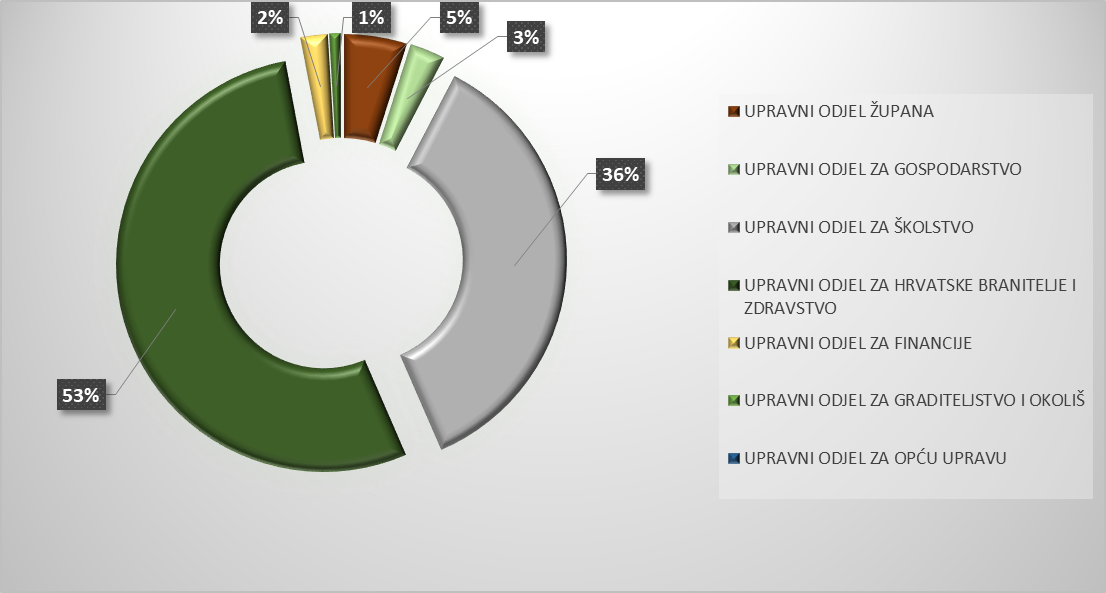 2%
1%
5%
3%
36%
53%
UPRAVNI ODJEL ŽUPANA
UPRAVNI ODJEL ZA GOSPODARSTVO
UPRAVNI ODJEL ZA ŠKOLSTVO
UPRAVNI ODJEL ZA HRVATSKE BRANITELJE I
ZDRAVSTVO
UPRAVNI ODJEL ZA FINANCIJE
UPRAVNI ODJEL ZA GRADITELJSTVO I OKOLIŠ
UPRAVNI ODJEL ZA OPĆU UPRAVU